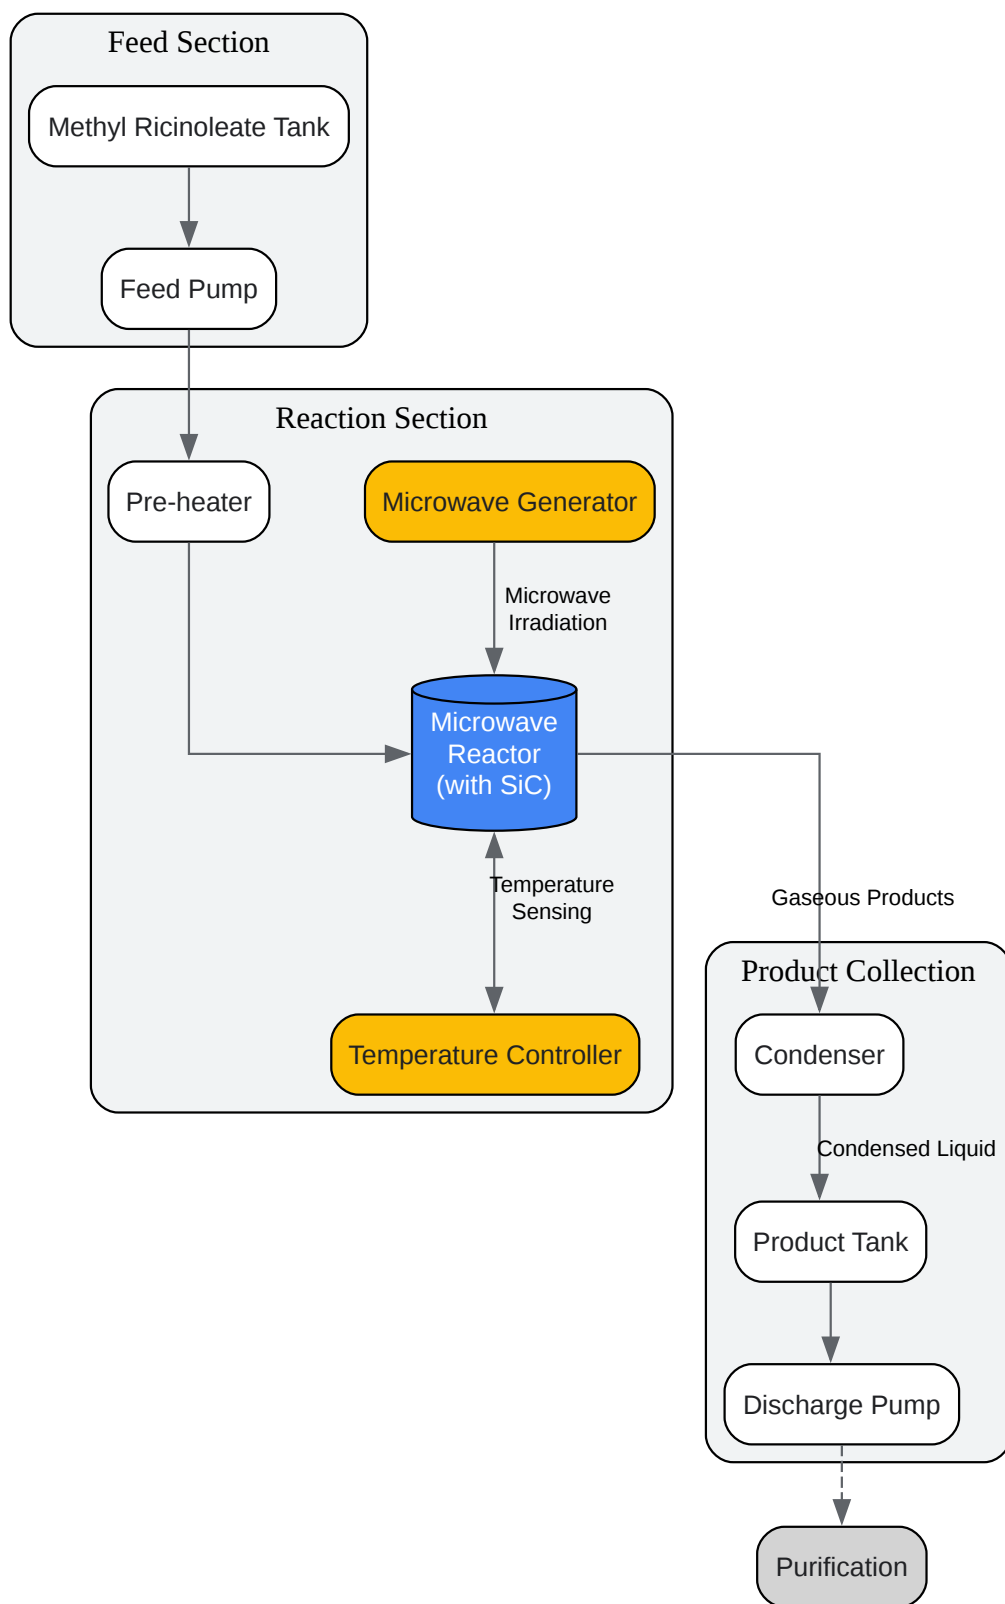 Feed Section
Methyl Ricinoleate Tank
Feed Pump
Reaction Section
Pre-heater
Microwave Generator
Microwave
Irradiation
Microwave
Reactor
(with SiC)
Temperature
Sensing
Temperature Controller
Gaseous Products
Product Collection
Condenser
Condensed Liquid
Product Tank
Discharge Pump
Purification